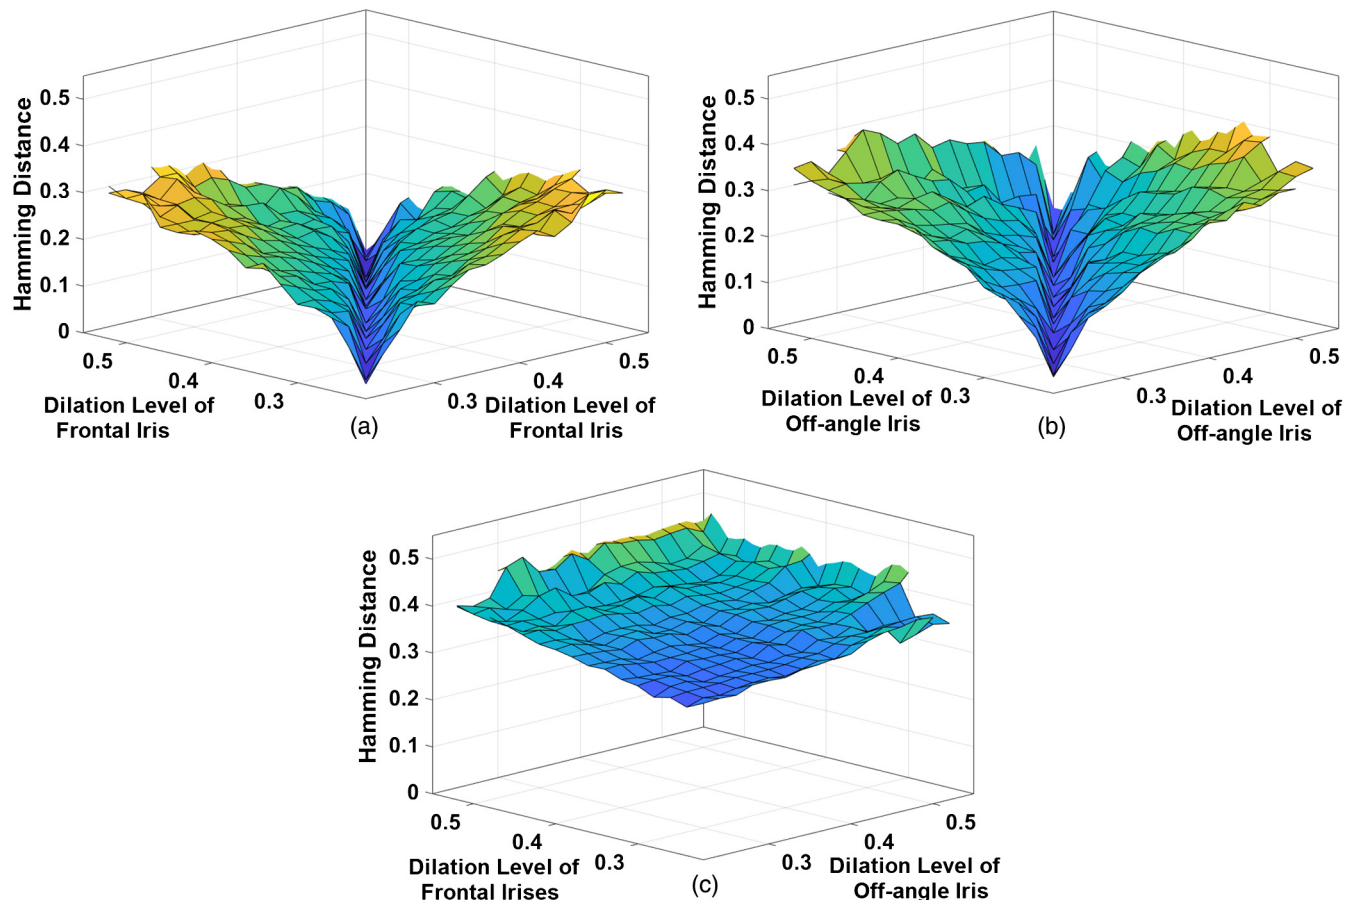 Hamming Distance
0.5
0.4
0.3
0.2
0.1
0
0.5
0.4
0.3
Dilation Level of
Frontal Iris
(a)
0.3
0.4
0.5
Dilation Level of
Frontal Iris
Hamming Distance
0.5
0.4
0.3
0.2
0.1
0
0.5
0.4
0.3
Dilation Level of
Off-angle Iris
(b)
0.3
0.4
0.5
Dilation Level of
Off-angle Iris
Hamming Distance
0.5
0.4
0.3
0.2
0.1
0
0.5
0.4
0.3
Dilation Level of
Frontal Irises
(c)
0.3
0.4
0.5
Dilation Level of
Off-angle Iris